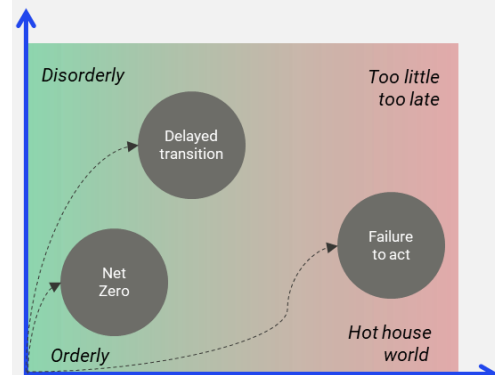 Disorderly
Too little
too late
Delayed
transition
Failure
to act
Net
Zero
Orderly
Hot house
world